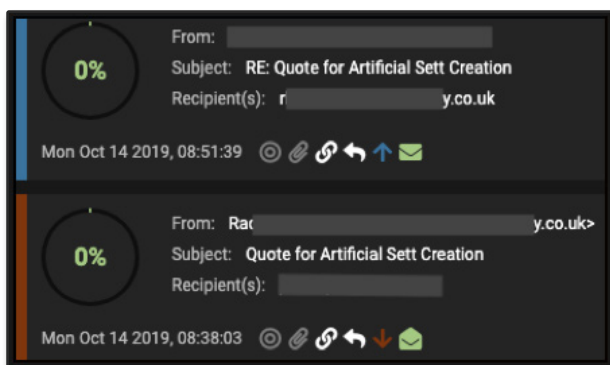 0%
From:
Subject: RE: Quote for Artificial Sett Creation
Recipient(s): r y.co.uk
Mon Oct 14 2019, 08:51:39
0%
From: Rac y.co.uk>
Subject: Quote for Artificial Sett Creation
Recipient(s):
Mon Oct 14 2019, 08:38:03